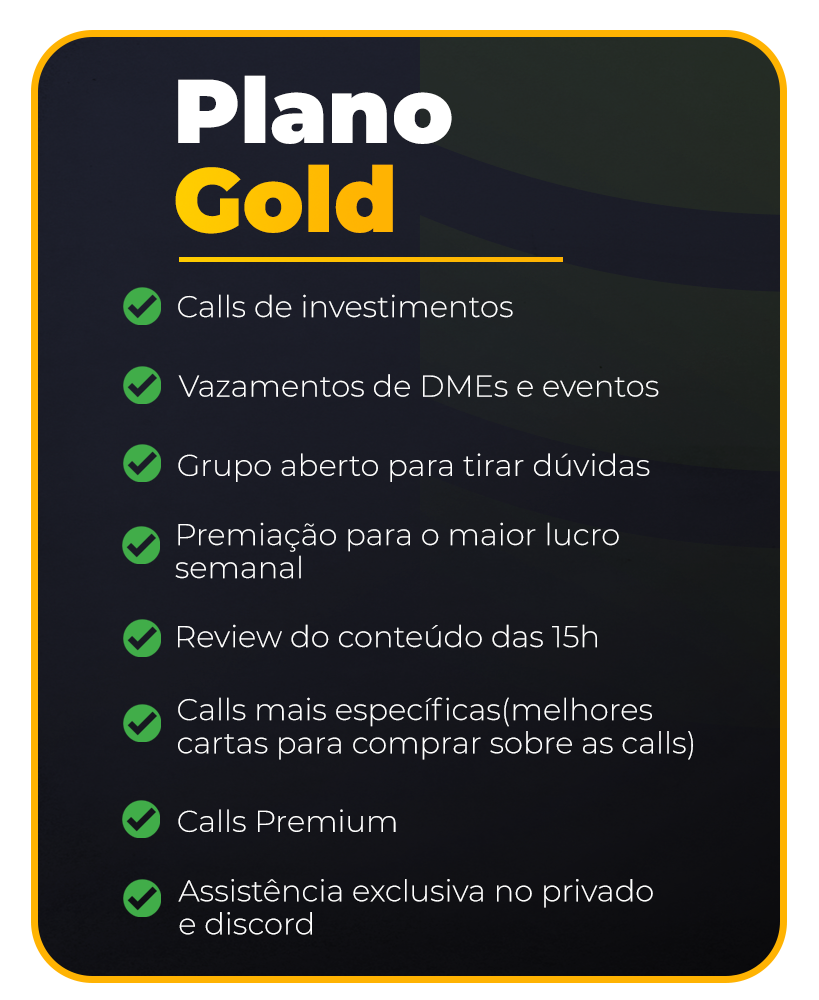 Plano
Gold
Calls de investimentos
Vazamentos de DMEs e eventos
Grupo aberto para tirar dúvidas
Premiação para o maior lucro
semanal
Review do conteúdo das 15h
Calls mais específicas(melhores
cartas para comprar sobre as calls)
Calls Premium
Assistência exclusiva no privado
e discord